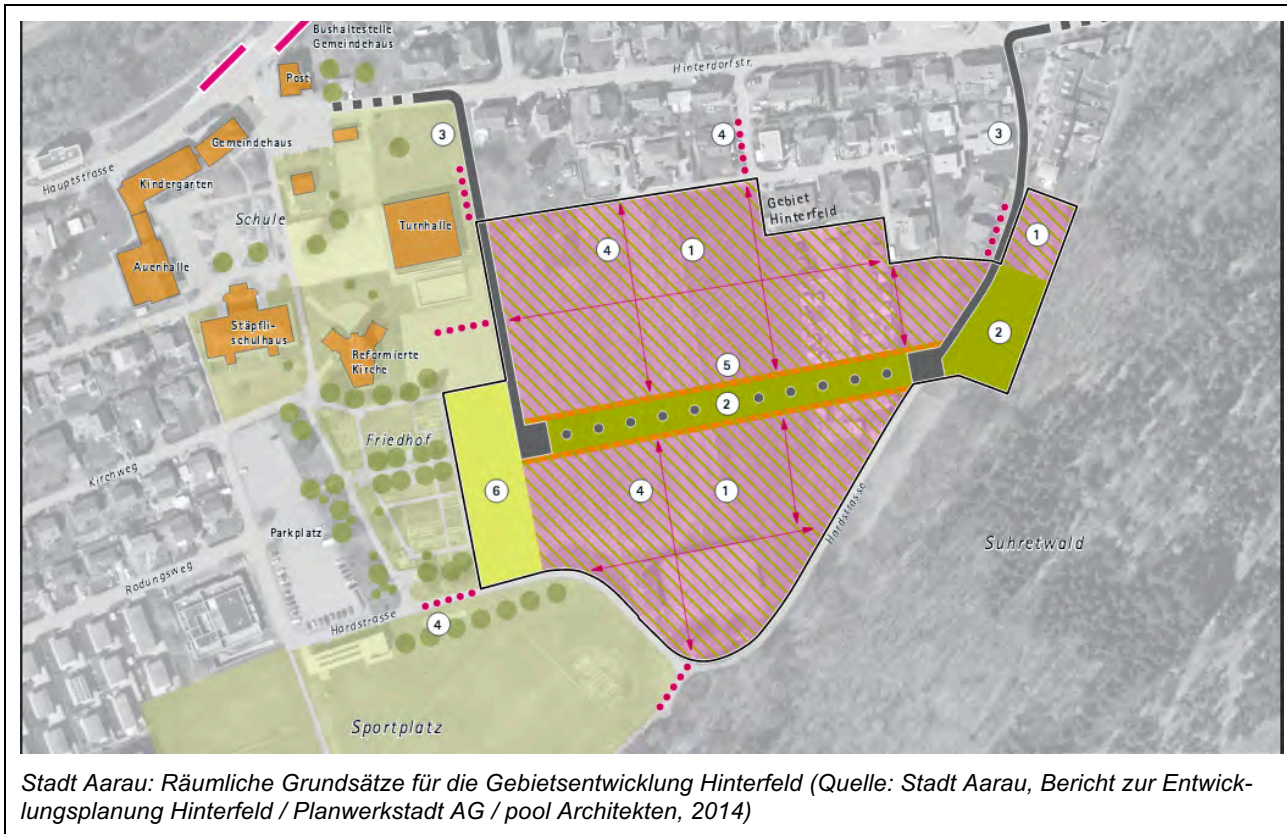 Bushaltestelle
Gemeindehaus
Hinterdorfstr.
Post
3
4
3
Gemeindehaus
Hauptstrasse
Kindergarten
Schule
Turnhalle
Gebiet
Hinterfeld
1
4
1
Auenhalle
Stäpfli-
schulhaus
Reformierte
Kirche
2
5
2
Friedhof
Kirchweg
6
4
1
Hardstrasse
Parkplatz
Suhretwald
Rodungsweg
Hardstrasse
4
Sportplatz
Stadt Aarau: Räumliche Grundsätze für die Gebietsentwicklung Hinterfeld (Quelle: Stadt Aarau, Bericht zur Entwick-
lungsplanung Hinterfeld / Planwerkstadt AG / pool Architekten, 2014)